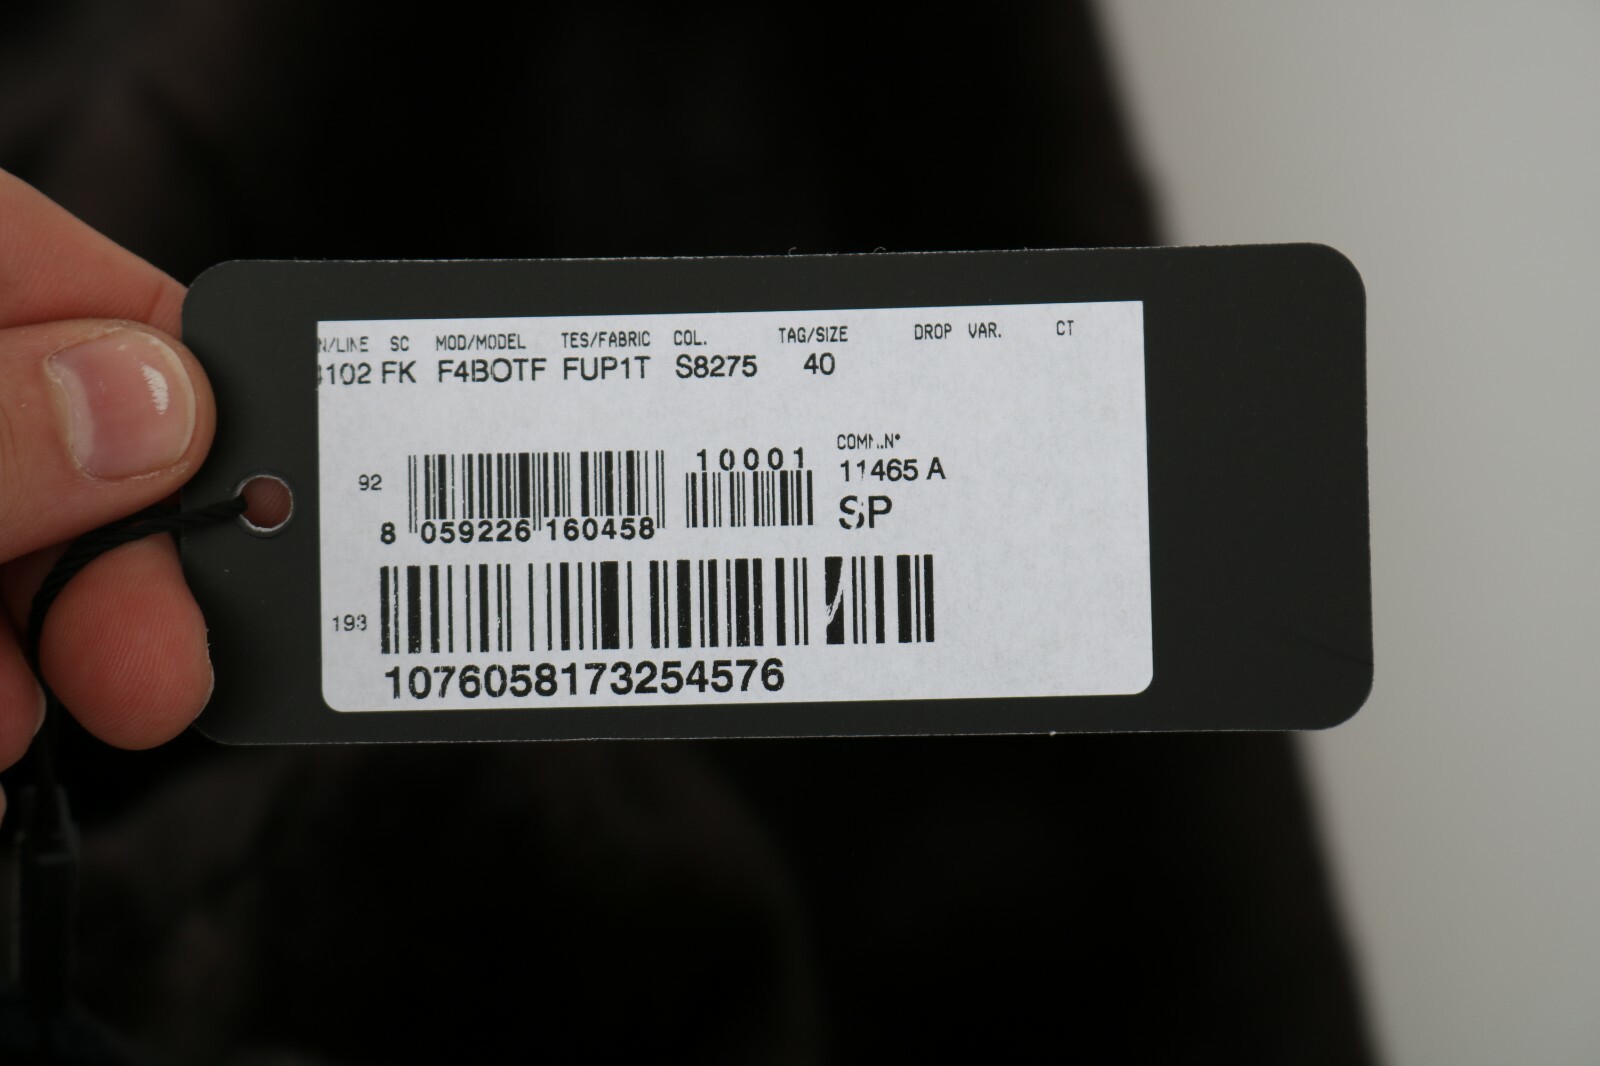 N/LINE SC MOD/MODEL TES/FABRIC COL. TAG/SIZE DROP VAR. CT
102 FK F4BOTF FUP1T S8275 40
10001
COMM.N°
92
11465 A
SP
8 059226 160458
193
1076058173254576